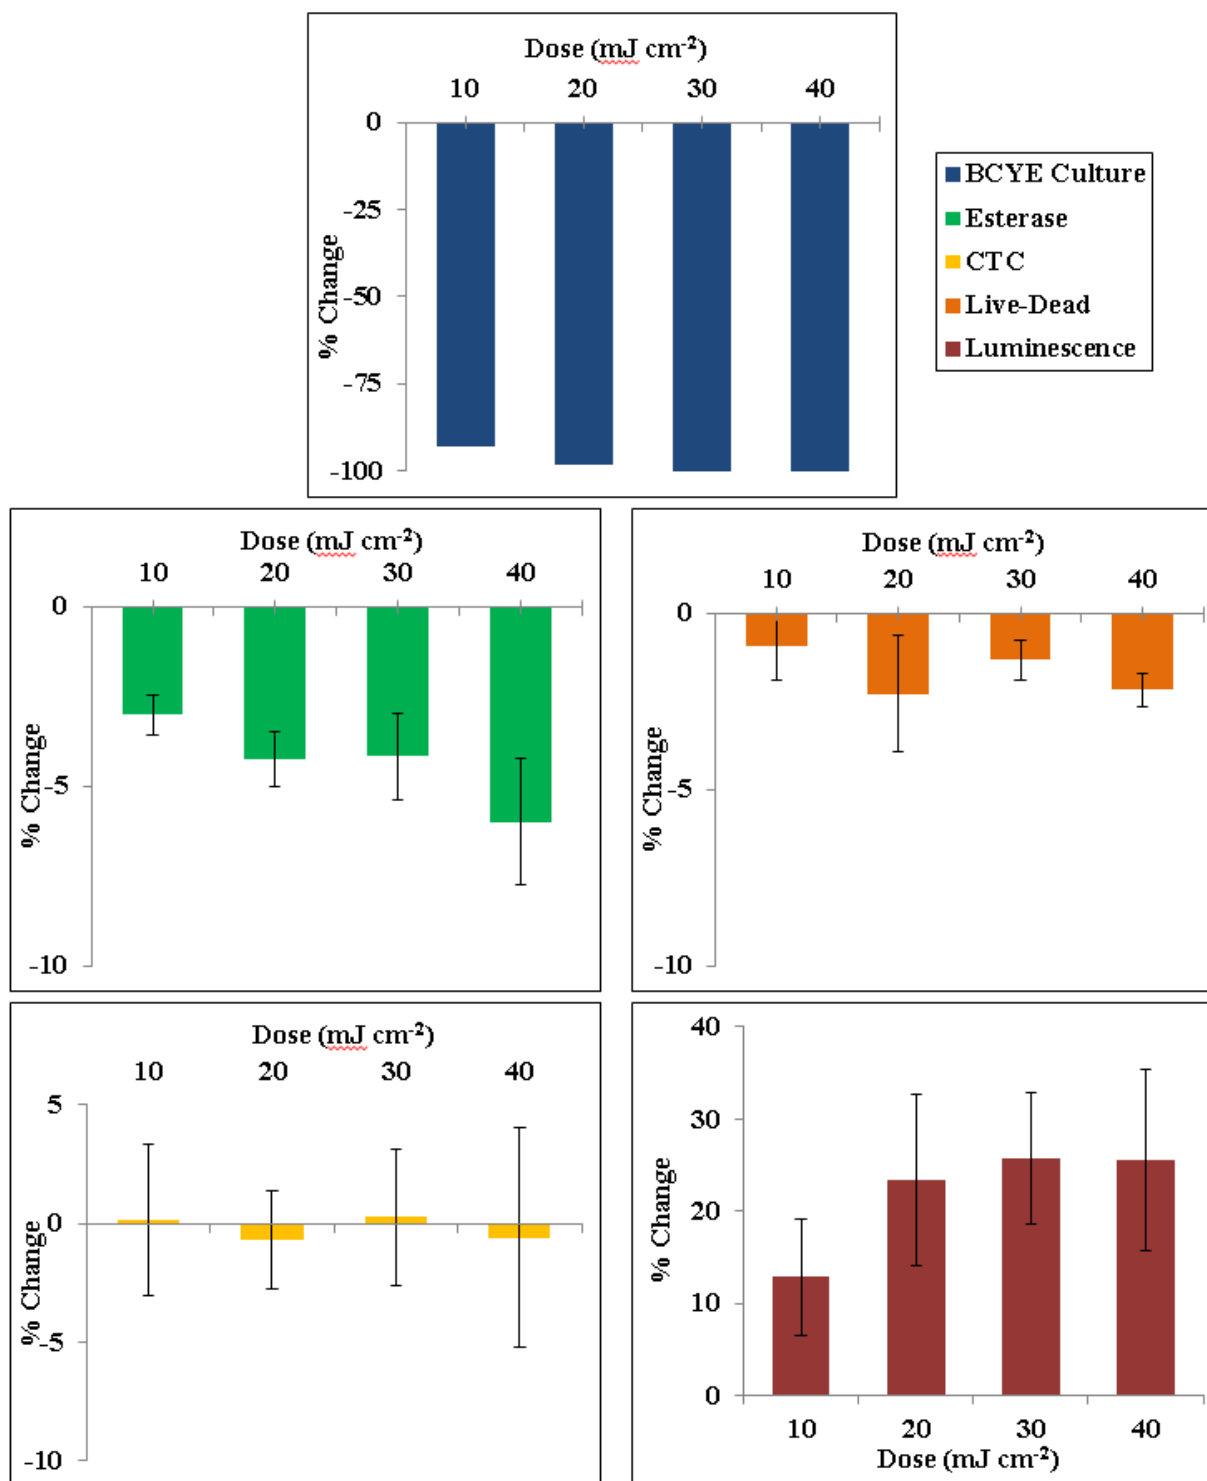 Dose (mJ cm-2)
10 20 30 40
0
-25
-50
-75
-100
% Change
BCYE Culture
Esterase
CTC
Live-Dead
Luminescence
Dose (mJ cm-2)
10 20 30 40
0
-5
-10
% Change
Dose (mJ cm-2)
10 20 30 40
0
-5
-10
% Change
Dose (mJ cm-2)
10 20 30 40
5
0
-5
-10
% Change
40
30
20
10
0
% Change
10 20 30 40
Dose (mJ cm-2)